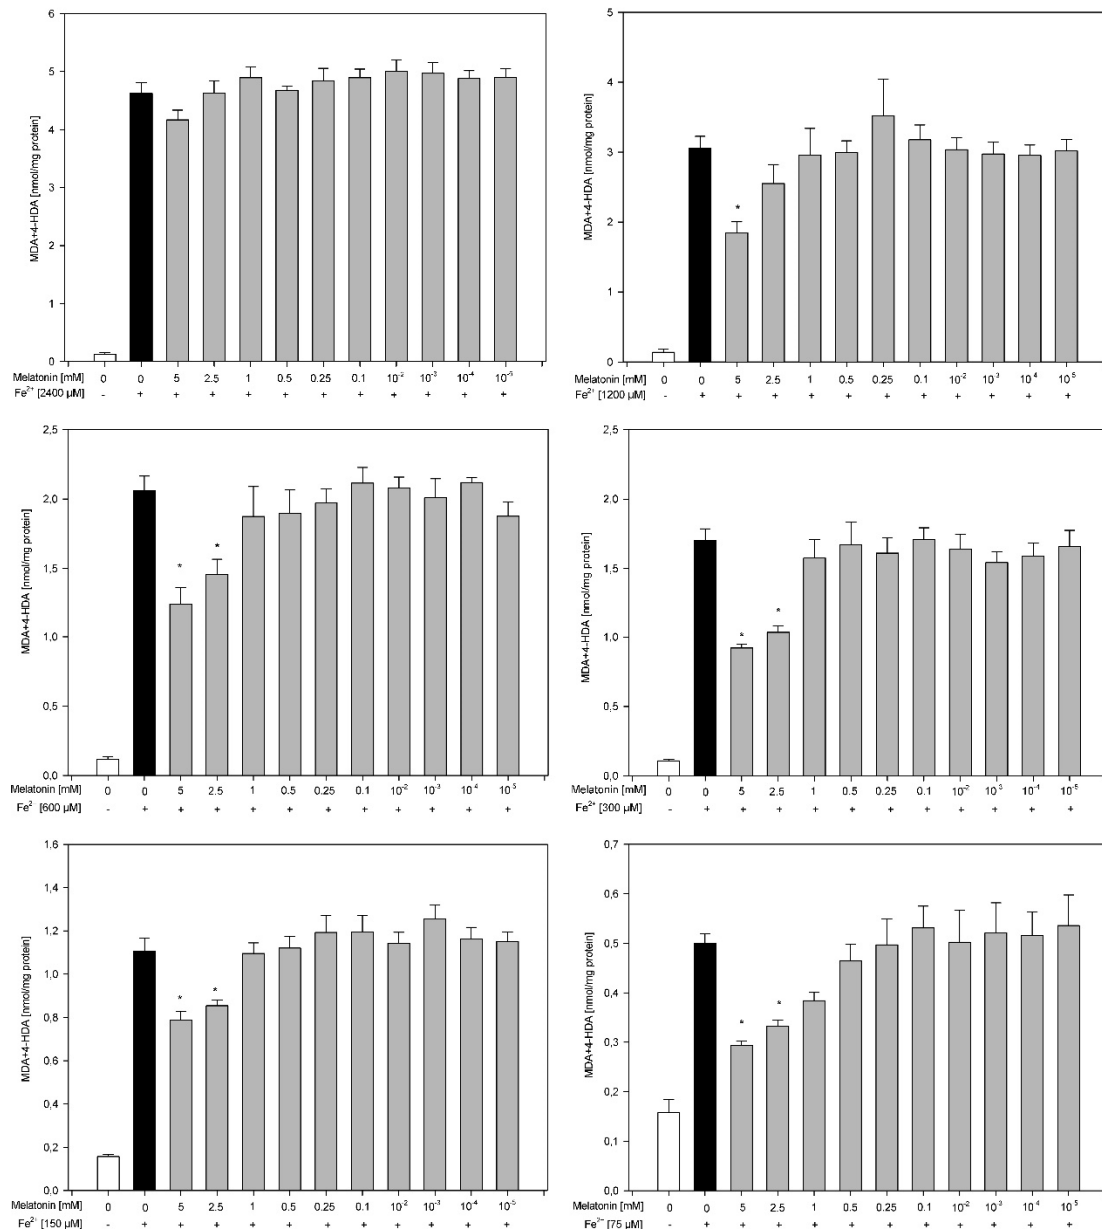 6
5
4
3
2
1
0
MDA+4-HDA [nmol/mg protein]
Melatonin [mM] 0 0 5 2.5 1 0.5 0.25 0.1 10⁻² 10⁻³ 10⁻⁴ 10⁻⁵
Fe²⁺ [2400 µM] - + + + + + + + + + + +
5
4
3
2
1
0
MDA+4-HDA [nmol/mg protein]
*
Melatonin [mM] 0 0 5 2.5 1 0.5 0.25 0.1 10⁻² 10⁻³ 10⁻⁴ 10⁻⁵
Fe²⁺ [1200 µM] - + + + + + + + + + + +
2,5
2,0
1,5
1,0
0,5
0,0
MDA+4-HDA [nmol/mg protein]
* *
Melatonin [mM] 0 0 5 2.5 1 0.5 0.25 0.1 10⁻² 10⁻³ 10⁻⁴ 10⁻⁵
Fe²⁺ [600 µM] - + + + + + + + + + + +
2,5
2,0
1,5
1,0
0,5
0,0
MDA+4-HDA [nmol/mg protein]
* *
Melatonin [mM] 0 0 5 2.5 1 0.5 0.25 0.1 10⁻² 10⁻³ 10⁻⁴ 10⁻⁵
Fe²⁺ [300 µM] - + + + + + + + + + + +
1,6
1,4
1,2
1,0
0,8
0,6
0,4
0,2
0,0
MDA+4-HDA [nmol/mg protein]
* *
Melatonin [mM] 0 0 5 2.5 1 0.5 0.25 0.1 10⁻² 10⁻³ 10⁻⁴ 10⁻⁵
Fe²⁺ [150 µM] - + + + + + + + + + + +
0,7
0,6
0,5
0,4
0,3
0,2
0,1
0,0
MDA+4-HDA [nmol/mg protein]
* *
Melatonin [mM] 0 0 5 2.5 1 0.5 0.25 0.1 10⁻² 10⁻³ 10⁻⁴ 10⁻⁵
Fe²⁺ [75 µM] - + + + + + + + + + + +